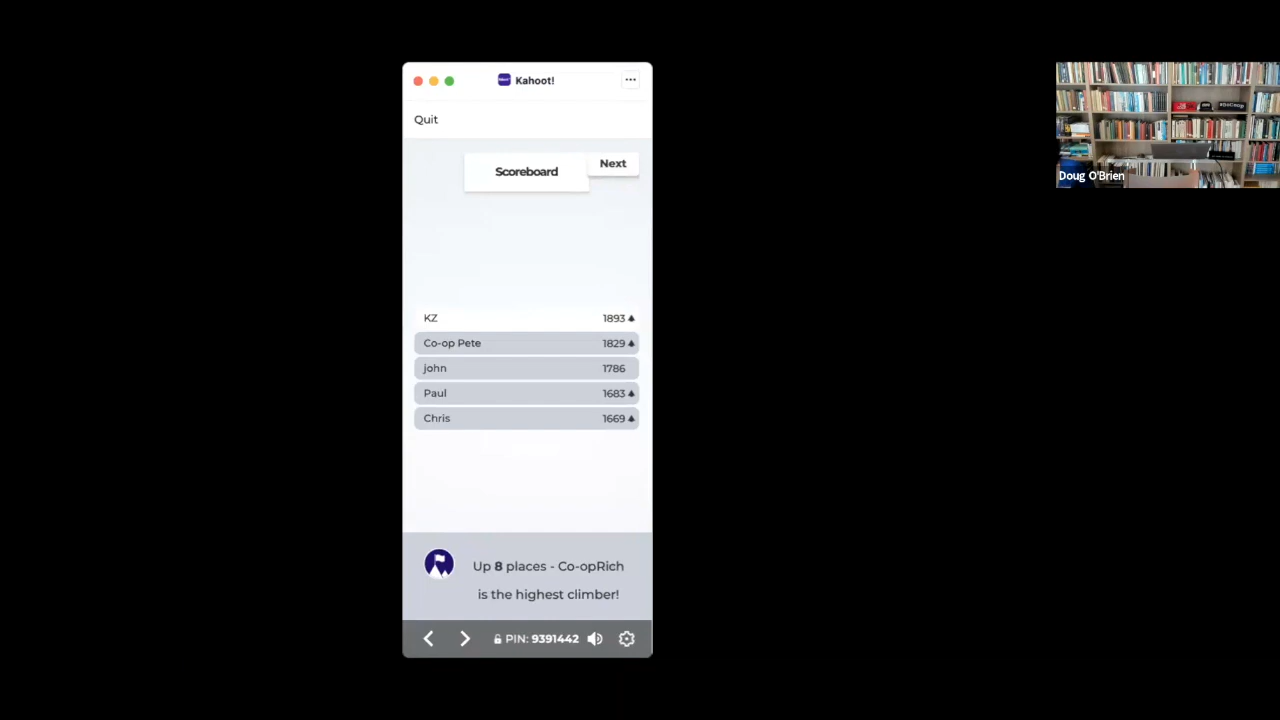 Kahoot!
Quit
Scoreboard
Next
KZ 1893
Co-op Pete 1829
john 1786
Paul 1683
Chris 1669
Up 8 places - Co-opRich
is the highest climber!
PIN: 9391442
Doug O'Brien